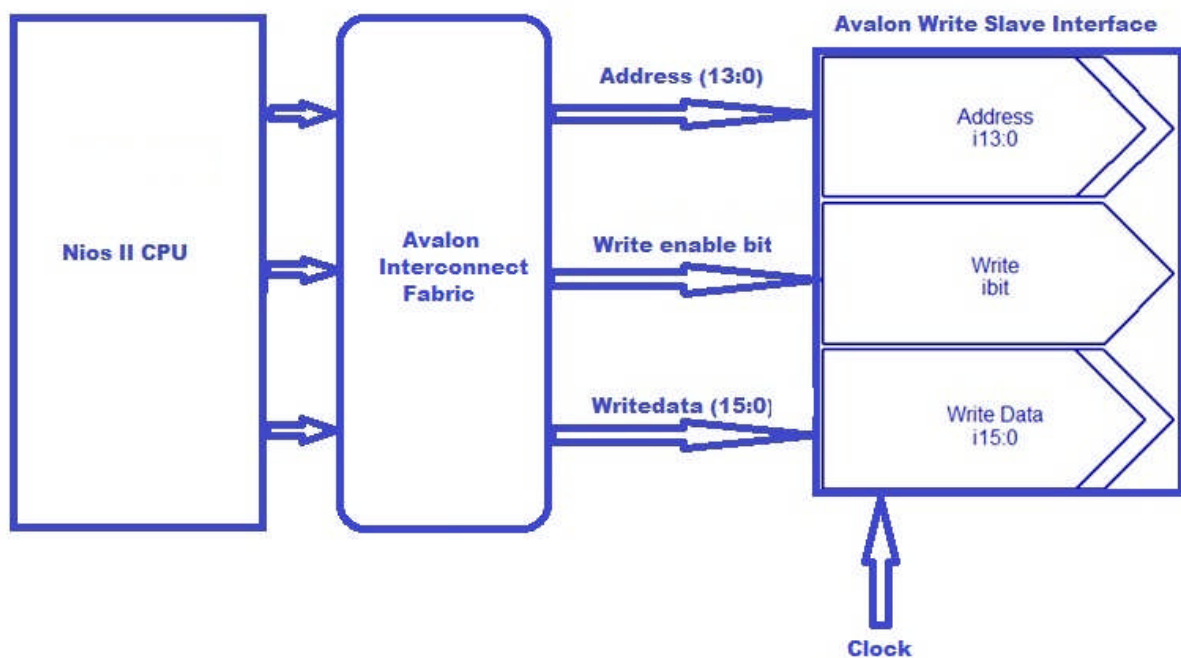 Avalon Write Slave Interface
Address (13:0)
Address
i13:0
Nios II CPU
Avalon
Interconnect
Fabric
Write enable bit
Write
ibit
Writedata (15:0)
Write Data
i15:0
Clock